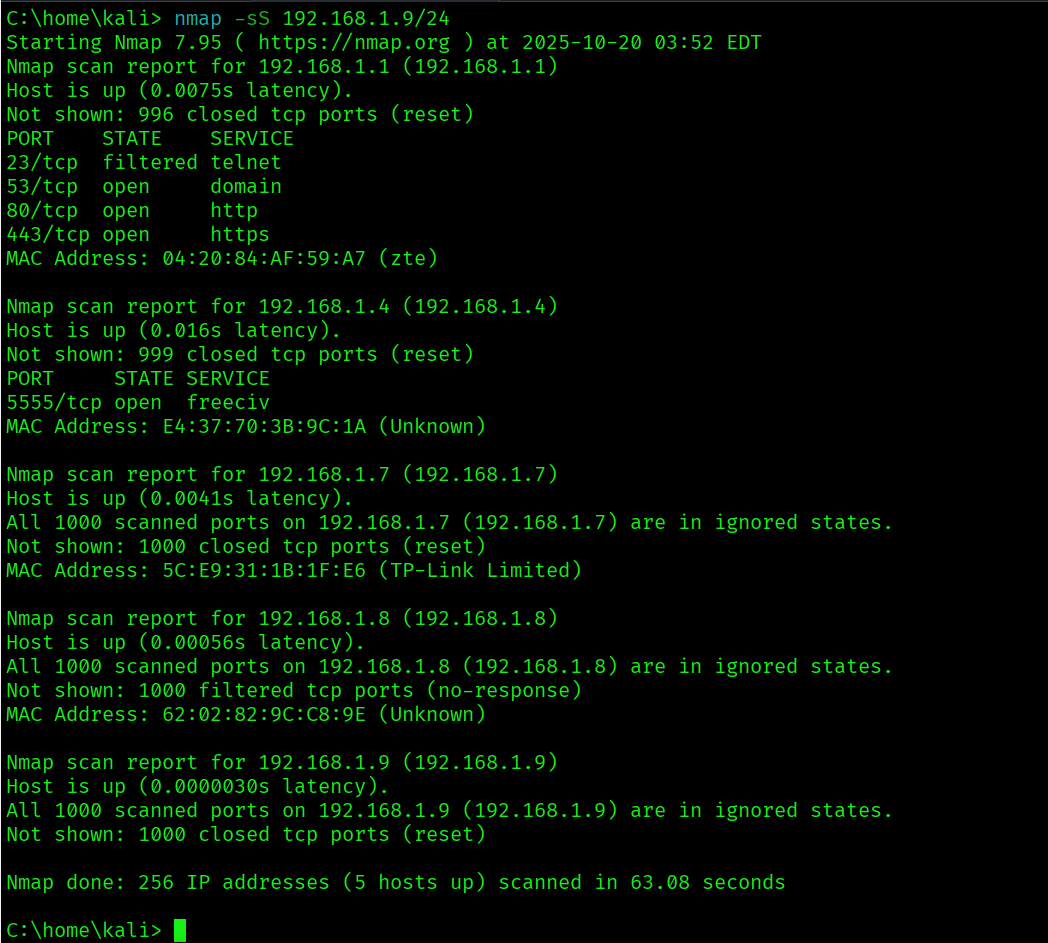 C:\home\kali> nmap -sS 192.168.1.9/24
Starting Nmap 7.95 ( https://nmap.org ) at 2025-10-20 03:52 EDT
Nmap scan report for 192.168.1.1 (192.168.1.1)
Host is up (0.0075s latency).
Not shown: 996 closed tcp ports (reset)
PORT    STATE    SERVICE
23/tcp  filtered telnet
53/tcp  open     domain
80/tcp  open     http
443/tcp open     https
MAC Address: 04:20:84:AF:59:A7 (zte)

Nmap scan report for 192.168.1.4 (192.168.1.4)
Host is up (0.016s latency).
Not shown: 999 closed tcp ports (reset)
PORT     STATE SERVICE
5555/tcp open  freeciv
MAC Address: E4:37:70:3B:9C:1A (Unknown)

Nmap scan report for 192.168.1.7 (192.168.1.7)
Host is up (0.0041s latency).
All 1000 scanned ports on 192.168.1.7 (192.168.1.7) are in ignored states.
Not shown: 1000 closed tcp ports (reset)
MAC Address: 5C:E9:31:1B:1F:E6 (TP-Link Limited)

Nmap scan report for 192.168.1.8 (192.168.1.8)
Host is up (0.00056s latency).
All 1000 scanned ports on 192.168.1.8 (192.168.1.8) are in ignored states.
Not shown: 1000 filtered tcp ports (no-response)
MAC Address: 62:02:82:9C:C8:9E (Unknown)

Nmap scan report for 192.168.1.9 (192.168.1.9)
Host is up (0.0000030s latency).
All 1000 scanned ports on 192.168.1.9 (192.168.1.9) are in ignored states.
Not shown: 1000 closed tcp ports (reset)

Nmap done: 256 IP addresses (5 hosts up) scanned in 63.08 seconds

C:\home\kali>